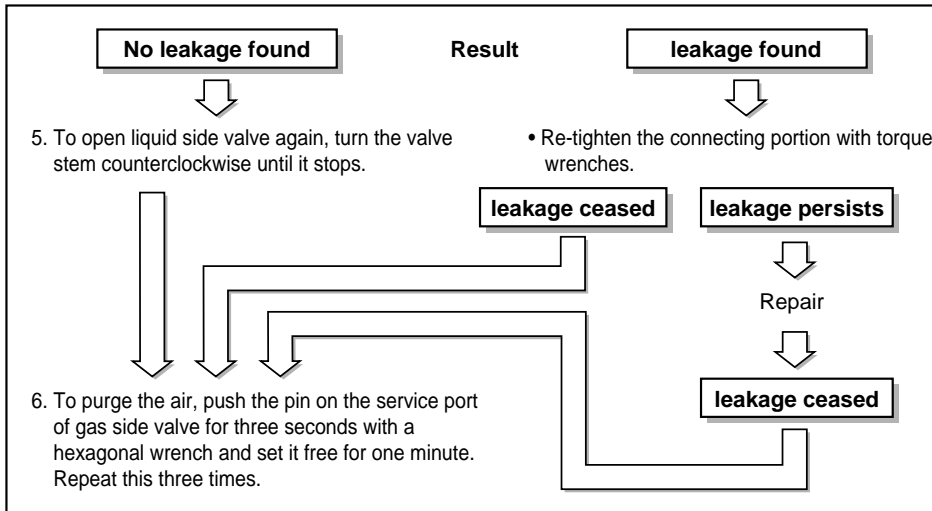 No leakage found
Result
leakage found
5. To open liquid side valve again, turn the valve
stem counterclockwise until it stops.
• Re-tighten the connecting portion with torque
wrenches.
leakage ceased
leakage persists
Repair
leakage ceased
6. To purge the air, push the pin on the service port
of gas side valve for three seconds with a
hexagonal wrench and set it free for one minute.
Repeat this three times.